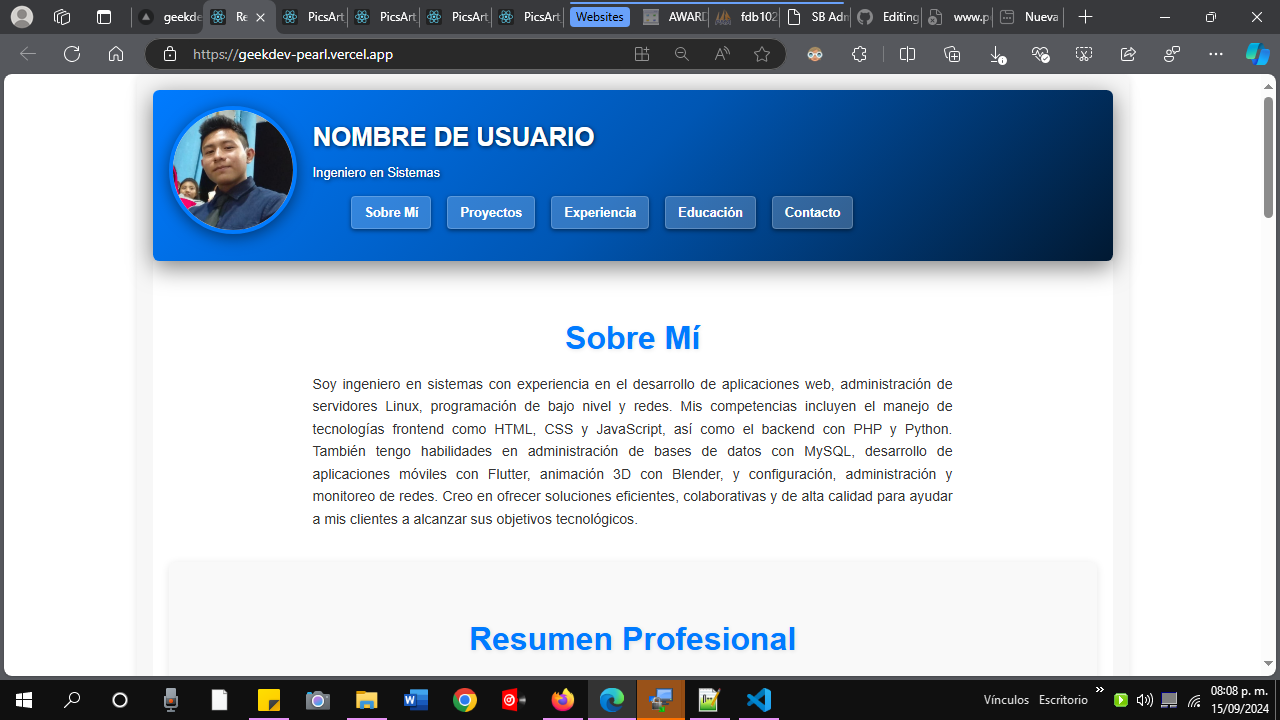 geekde
Re
PicsArt
PicsArt
PicsArt
PicsArt
Websites
AWARD
fdb102
SB Adm
Editing
www.p
Nueva
https://geekdev-pearl.vercel.app
NOMBRE DE USUARIO
Ingeniero en Sistemas
Sobre Mí
Proyectos
Experiencia
Educación
Contacto
Sobre Mí
Soy ingeniero en sistemas con experiencia en el desarrollo de aplicaciones web, administración de
servidores Linux, programación de bajo nivel y redes. Mis competencias incluyen el manejo de
tecnologías frontend como HTML, CSS y JavaScript, así como el backend con PHP y Python.
También tengo habilidades en administración de bases de datos con MySQL, desarrollo de
aplicaciones móviles con Flutter, animación 3D con Blender, y configuración, administración y
monitoreo de redes. Creo en ofrecer soluciones eficientes, colaborativas y de alta calidad para ayudar
a mis clientes a alcanzar sus objetivos tecnológicos.
Resumen Profesional
Vínculos
Escritorio
08:08 p. m.
15/09/2024